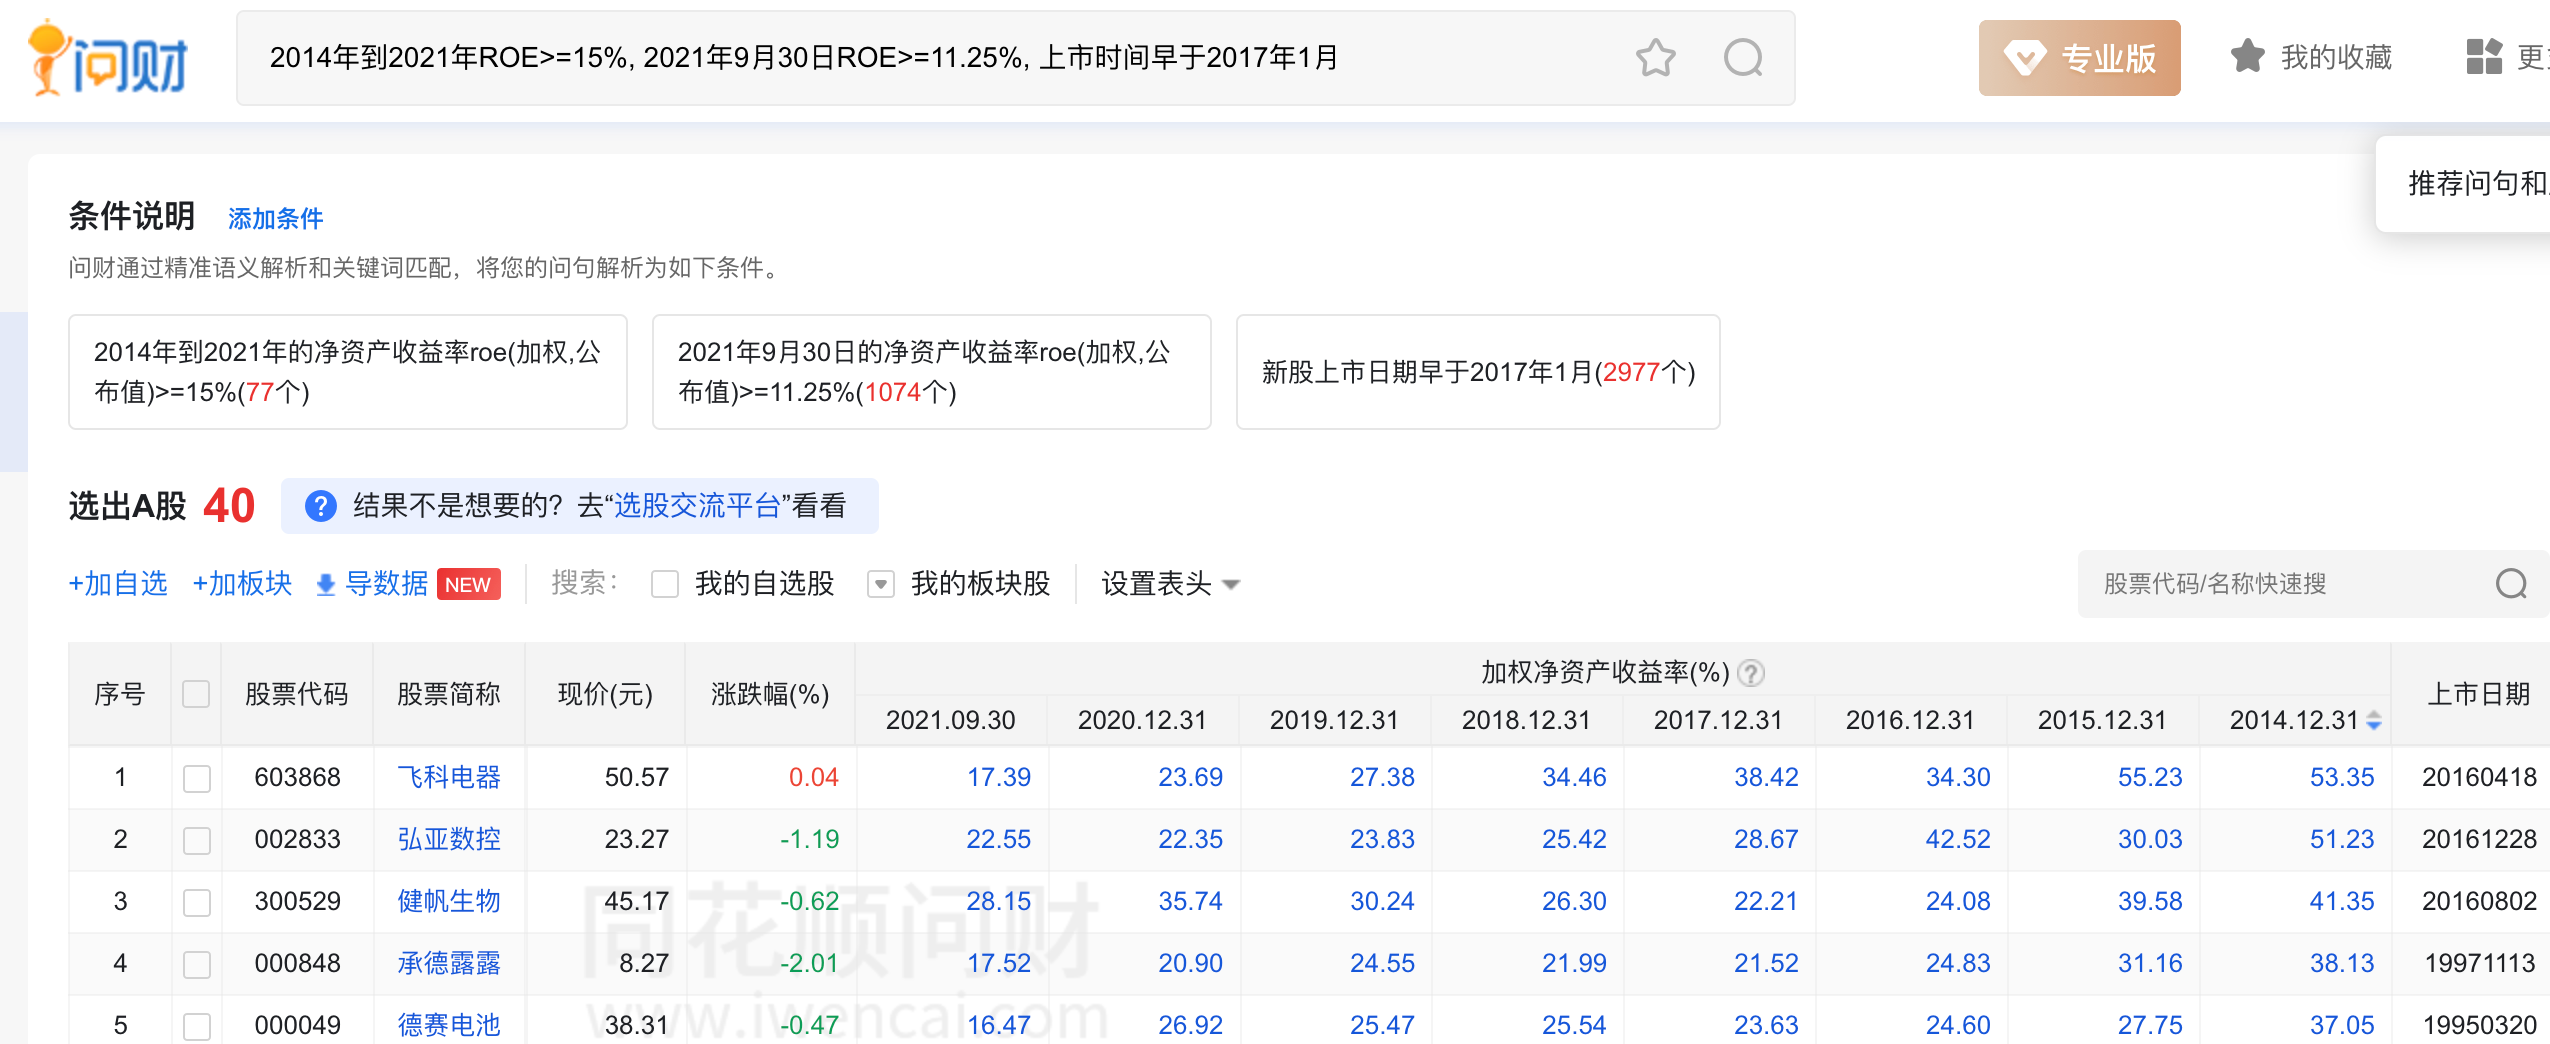 问财
2014年到2021年ROE>=15%, 2021年9月30日ROE>=11.25%, 上市时间早于2017年1月
专业版
我的收藏
推荐问句和
条件说明 添加条件
问财通过精准语义解析和关键词匹配，将您的问句解析为如下条件。
2014年到2021年的净资产收益率roe(加权,公
布值)>=15%(77个)
2021年9月30日的净资产收益率roe(加权,公
布值)>=11.25%(1074个)
新股上市日期早于2017年1月(2977个)
选出A股 40 ? 结果不是想要的？去“选股交流平台”看看
+加自选 +加板块 导数据 NEW 搜索： 我的自选股 我的板块股 设置表头 股票代码/名称快速搜
序号 股票代码 股票简称 现价(元) 涨跌幅(%) 加权净资产收益率(%) ? 上市日期
2021.09.30 2020.12.31 2019.12.31 2018.12.31 2017.12.31 2016.12.31 2015.12.31 2014.12.31
1 603868 飞科电器 50.57 0.04 17.39 23.69 27.38 34.46 38.42 34.30 55.23 53.35 20160418
2 002833 弘亚数控 23.27 -1.19 22.55 22.35 23.83 25.42 28.67 42.52 30.03 51.23 20161228
3 300529 健帆生物 45.17 -0.62 28.15 35.74 30.24 26.30 22.21 24.08 39.58 41.35 20160802
4 000848 承德露露 8.27 -2.01 17.52 20.90 24.55 21.99 21.52 24.83 31.16 38.13 19971113
5 000049 德赛电池 38.31 -0.47 16.47 26.92 25.47 25.54 23.63 24.60 27.75 37.05 19950320
同花顺问财
www.iwencai.com